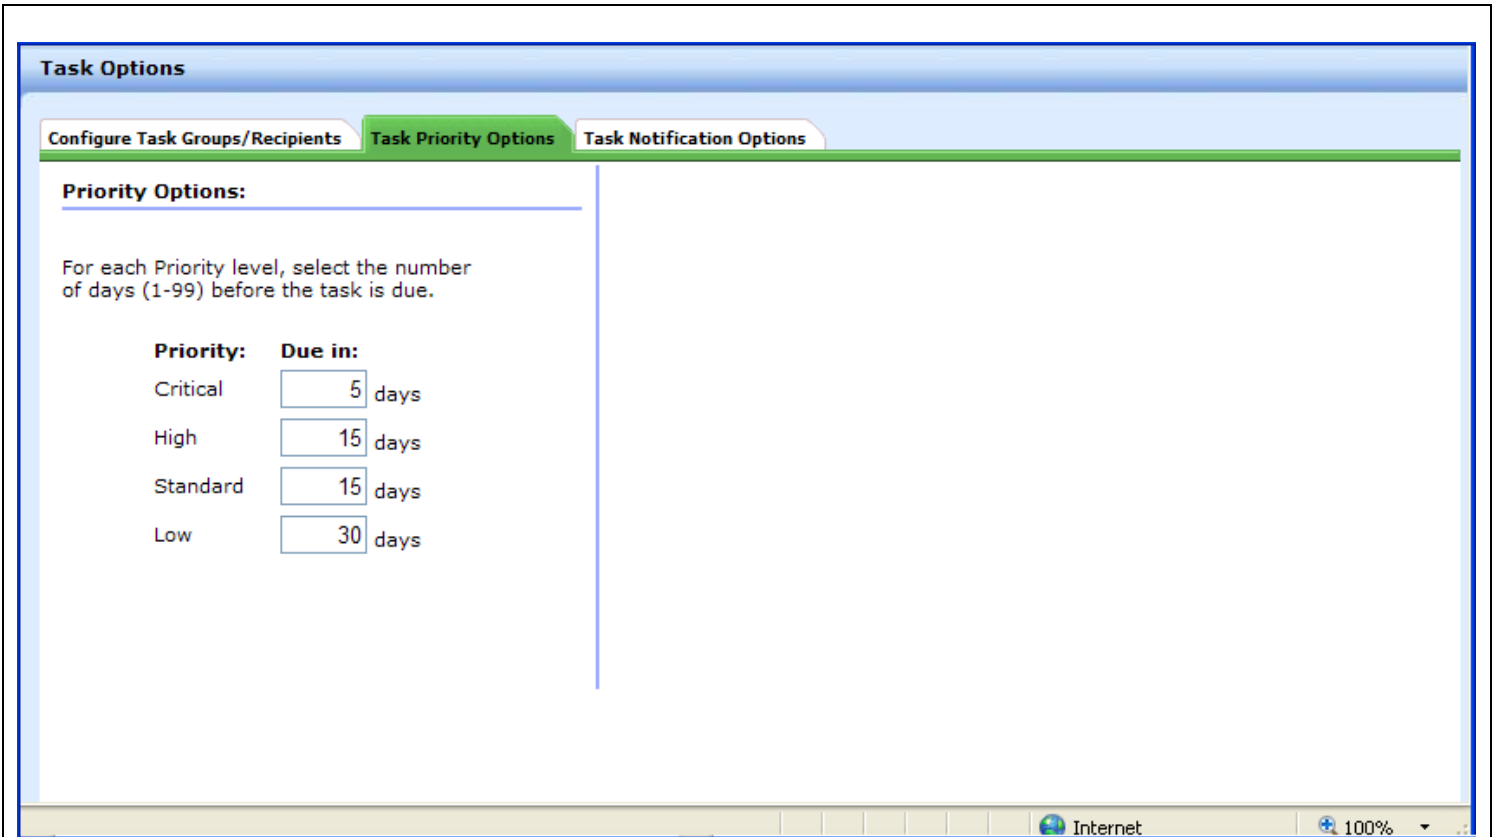 Task Options
Configure Task Groups/Recipients Task Priority Options Task Notification Options
Priority Options:
For each Priority level, select the number
of days (1-99) before the task is due.
Priority: Due in:
Critical 5 days
High 15 days
Standard 15 days
Low 30 days
Internet 100%